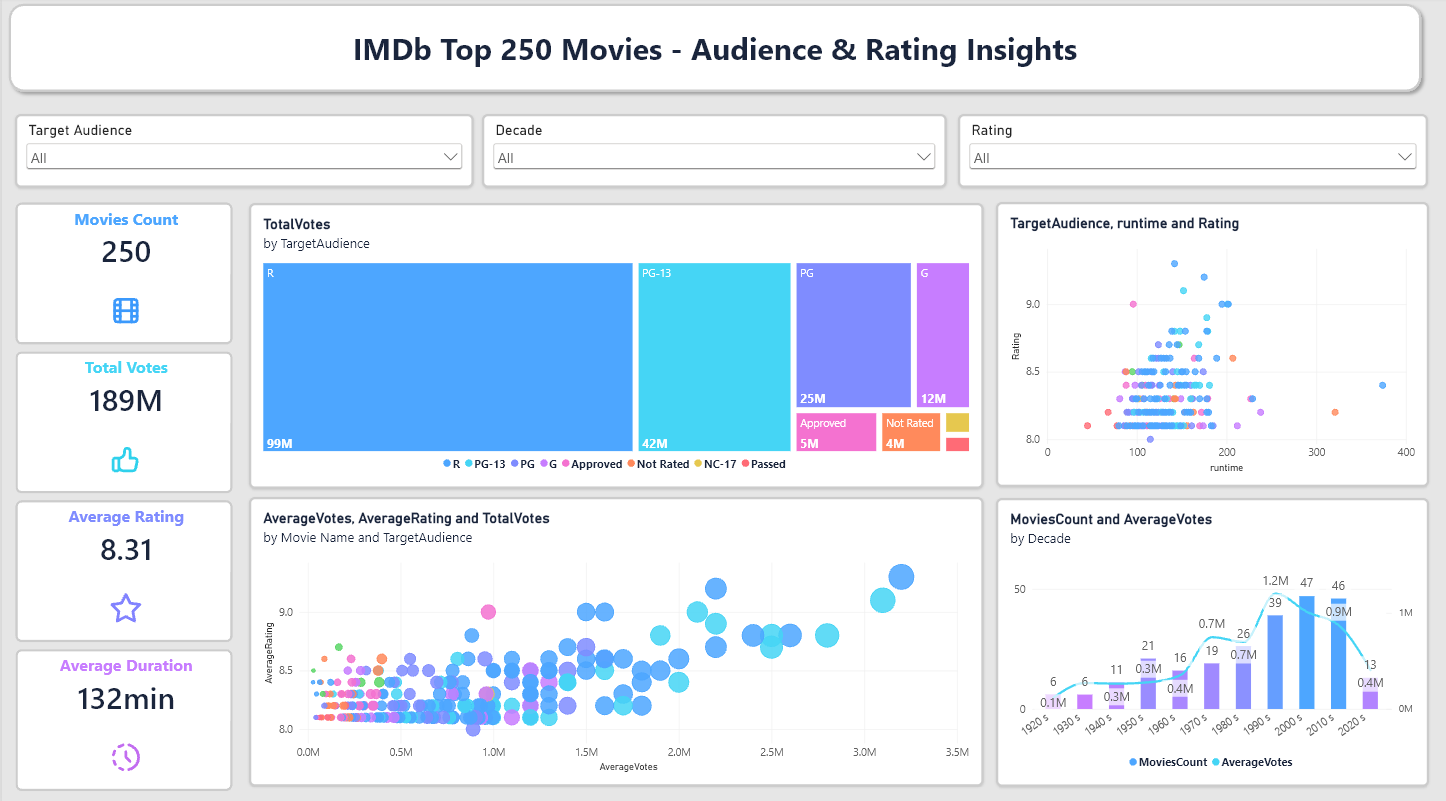 IMDb Top 250 Movies - Audience & Rating Insights
Target Audience
All
Decade
All
Rating
All
Movies Count
250
Total Votes
189M
Average Rating
8.31
Average Duration
132min
TotalVotes
by TargetAudience
R
99M
PG-13
42M
PG
25M
G
12M
Approved
5M
Not Rated
4M
R PG-13 PG G Approved Not Rated NC-17 Passed
TargetAudience, runtime and Rating
Rating
9.0
8.5
8.0
0 100 200 300 400
runtime
AverageVotes, AverageRating and TotalVotes
by Movie Name and TargetAudience
AverageRating
9.0
8.5
8.0
0.0M 0.5M 1.0M 1.5M 2.0M 2.5M 3.0M 3.5M
AverageVotes
MoviesCount and AverageVotes
by Decade
50
0
1M
0M
6 6 11 21 16 19 26 39 47 46 13
0.1M 0.3M 0.3M 0.4M 0.7M 0.7M 1.2M 0.9M 0.4M
1920 s 1930 s 1940 s 1950 s 1960 s 1970 s 1980 s 1990 s 2000 s 2010 s 2020 s
MoviesCount AverageVotes